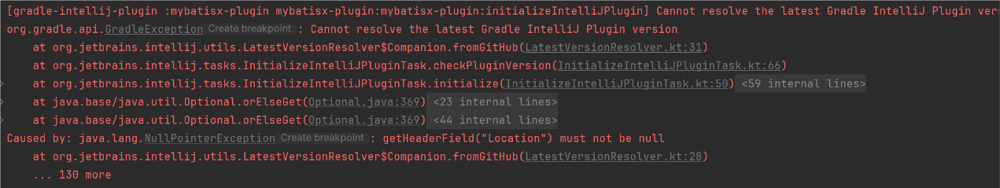 [gradle-intellij-plugin :mybatisx-plugin mybatisx-plugin:mybatisx-plugin:initializeIntelliJPlugin] Cannot resolve the latest Gradle IntelliJ Plugin
org.gradle.api.GradleException Create breakpoint : Cannot resolve the latest Gradle IntelliJ Plugin version
at org.jetbrains.intellij.utils.LatestVersionResolver$Companion.fromGitHub(LatestVersionResolver.kt:31)
at org.jetbrains.intellij.tasks.InitializeIntelliJPluginTask.checkPluginVersion(InitializeIntelliJPluginTask.kt:66)
at org.jetbrains.intellij.tasks.InitializeIntelliJPluginTask.initialize(InitializeIntelliJPluginTask.kt:50) <59 internal lines>
at java.base/java.util.Optional.orElseGet(Optional.java:369) <23 internal lines>
at java.base/java.util.Optional.orElseGet(Optional.java:369) <44 internal lines>
Caused by: java.lang.NullPointerException Create breakpoint : getHeaderField("Location") must not be null
at org.jetbrains.intellij.utils.LatestVersionResolver$Companion.fromGitHub(LatestVersionResolver.kt:28)
... 130 more